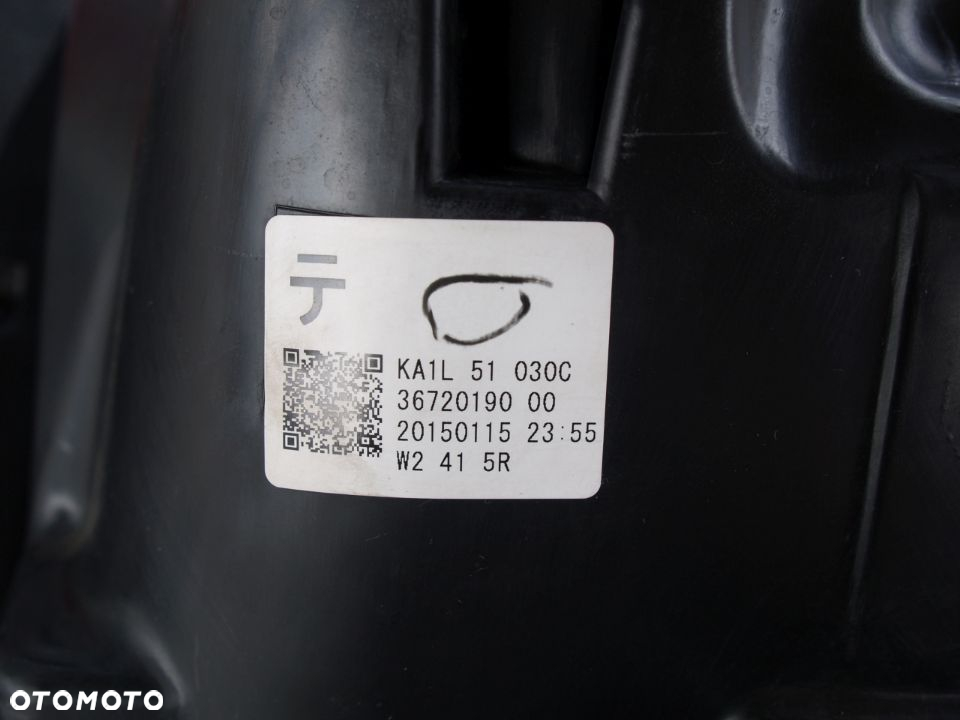 テ
KA1L 51 030C
36720190 00
20150115 23:55
W2 41 5R
OTOMOTO